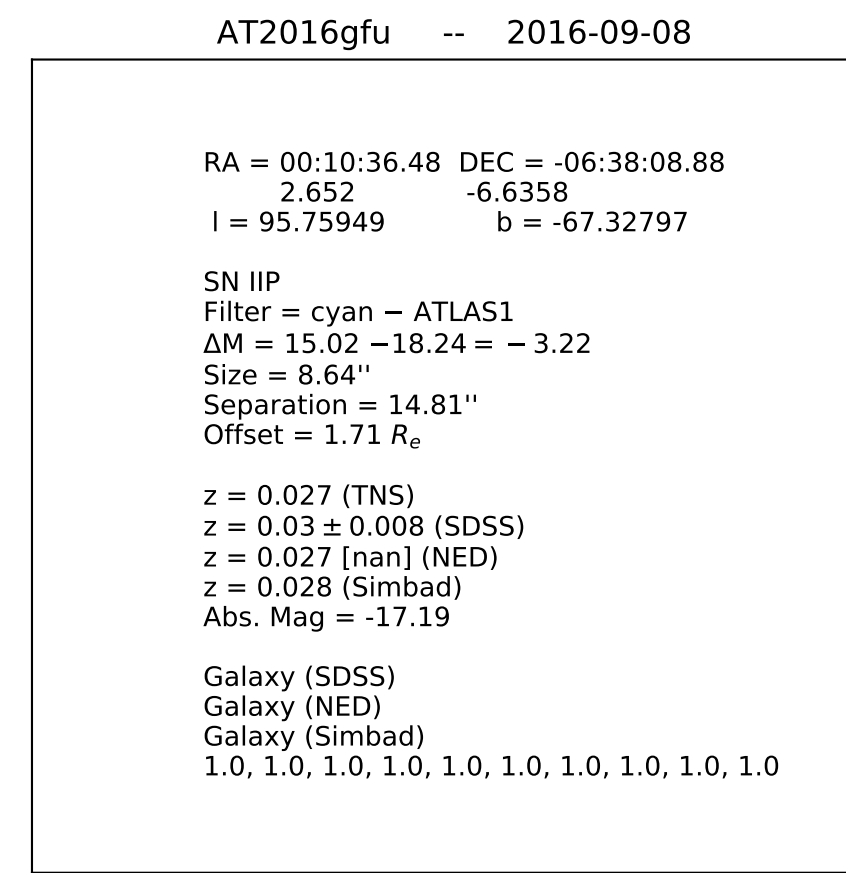 AT2016gfu -- 2016-09-08
RA = 00:10:36.48 DEC = -06:38:08.88
2.652 -6.6358
l = 95.75949 b = -67.32797
SN IIP
Filter = cyan − ATLAS1
ΔM = 15.02 −18.24 = − 3.22
Size = 8.64''
Separation = 14.81''
Offset = 1.71 Re
z = 0.027 (TNS)
z = 0.03 ± 0.008 (SDSS)
z = 0.027 [nan] (NED)
z = 0.028 (Simbad)
Abs. Mag = -17.19
Galaxy (SDSS)
Galaxy (NED)
Galaxy (Simbad)
1.0, 1.0, 1.0, 1.0, 1.0, 1.0, 1.0, 1.0, 1.0, 1.0